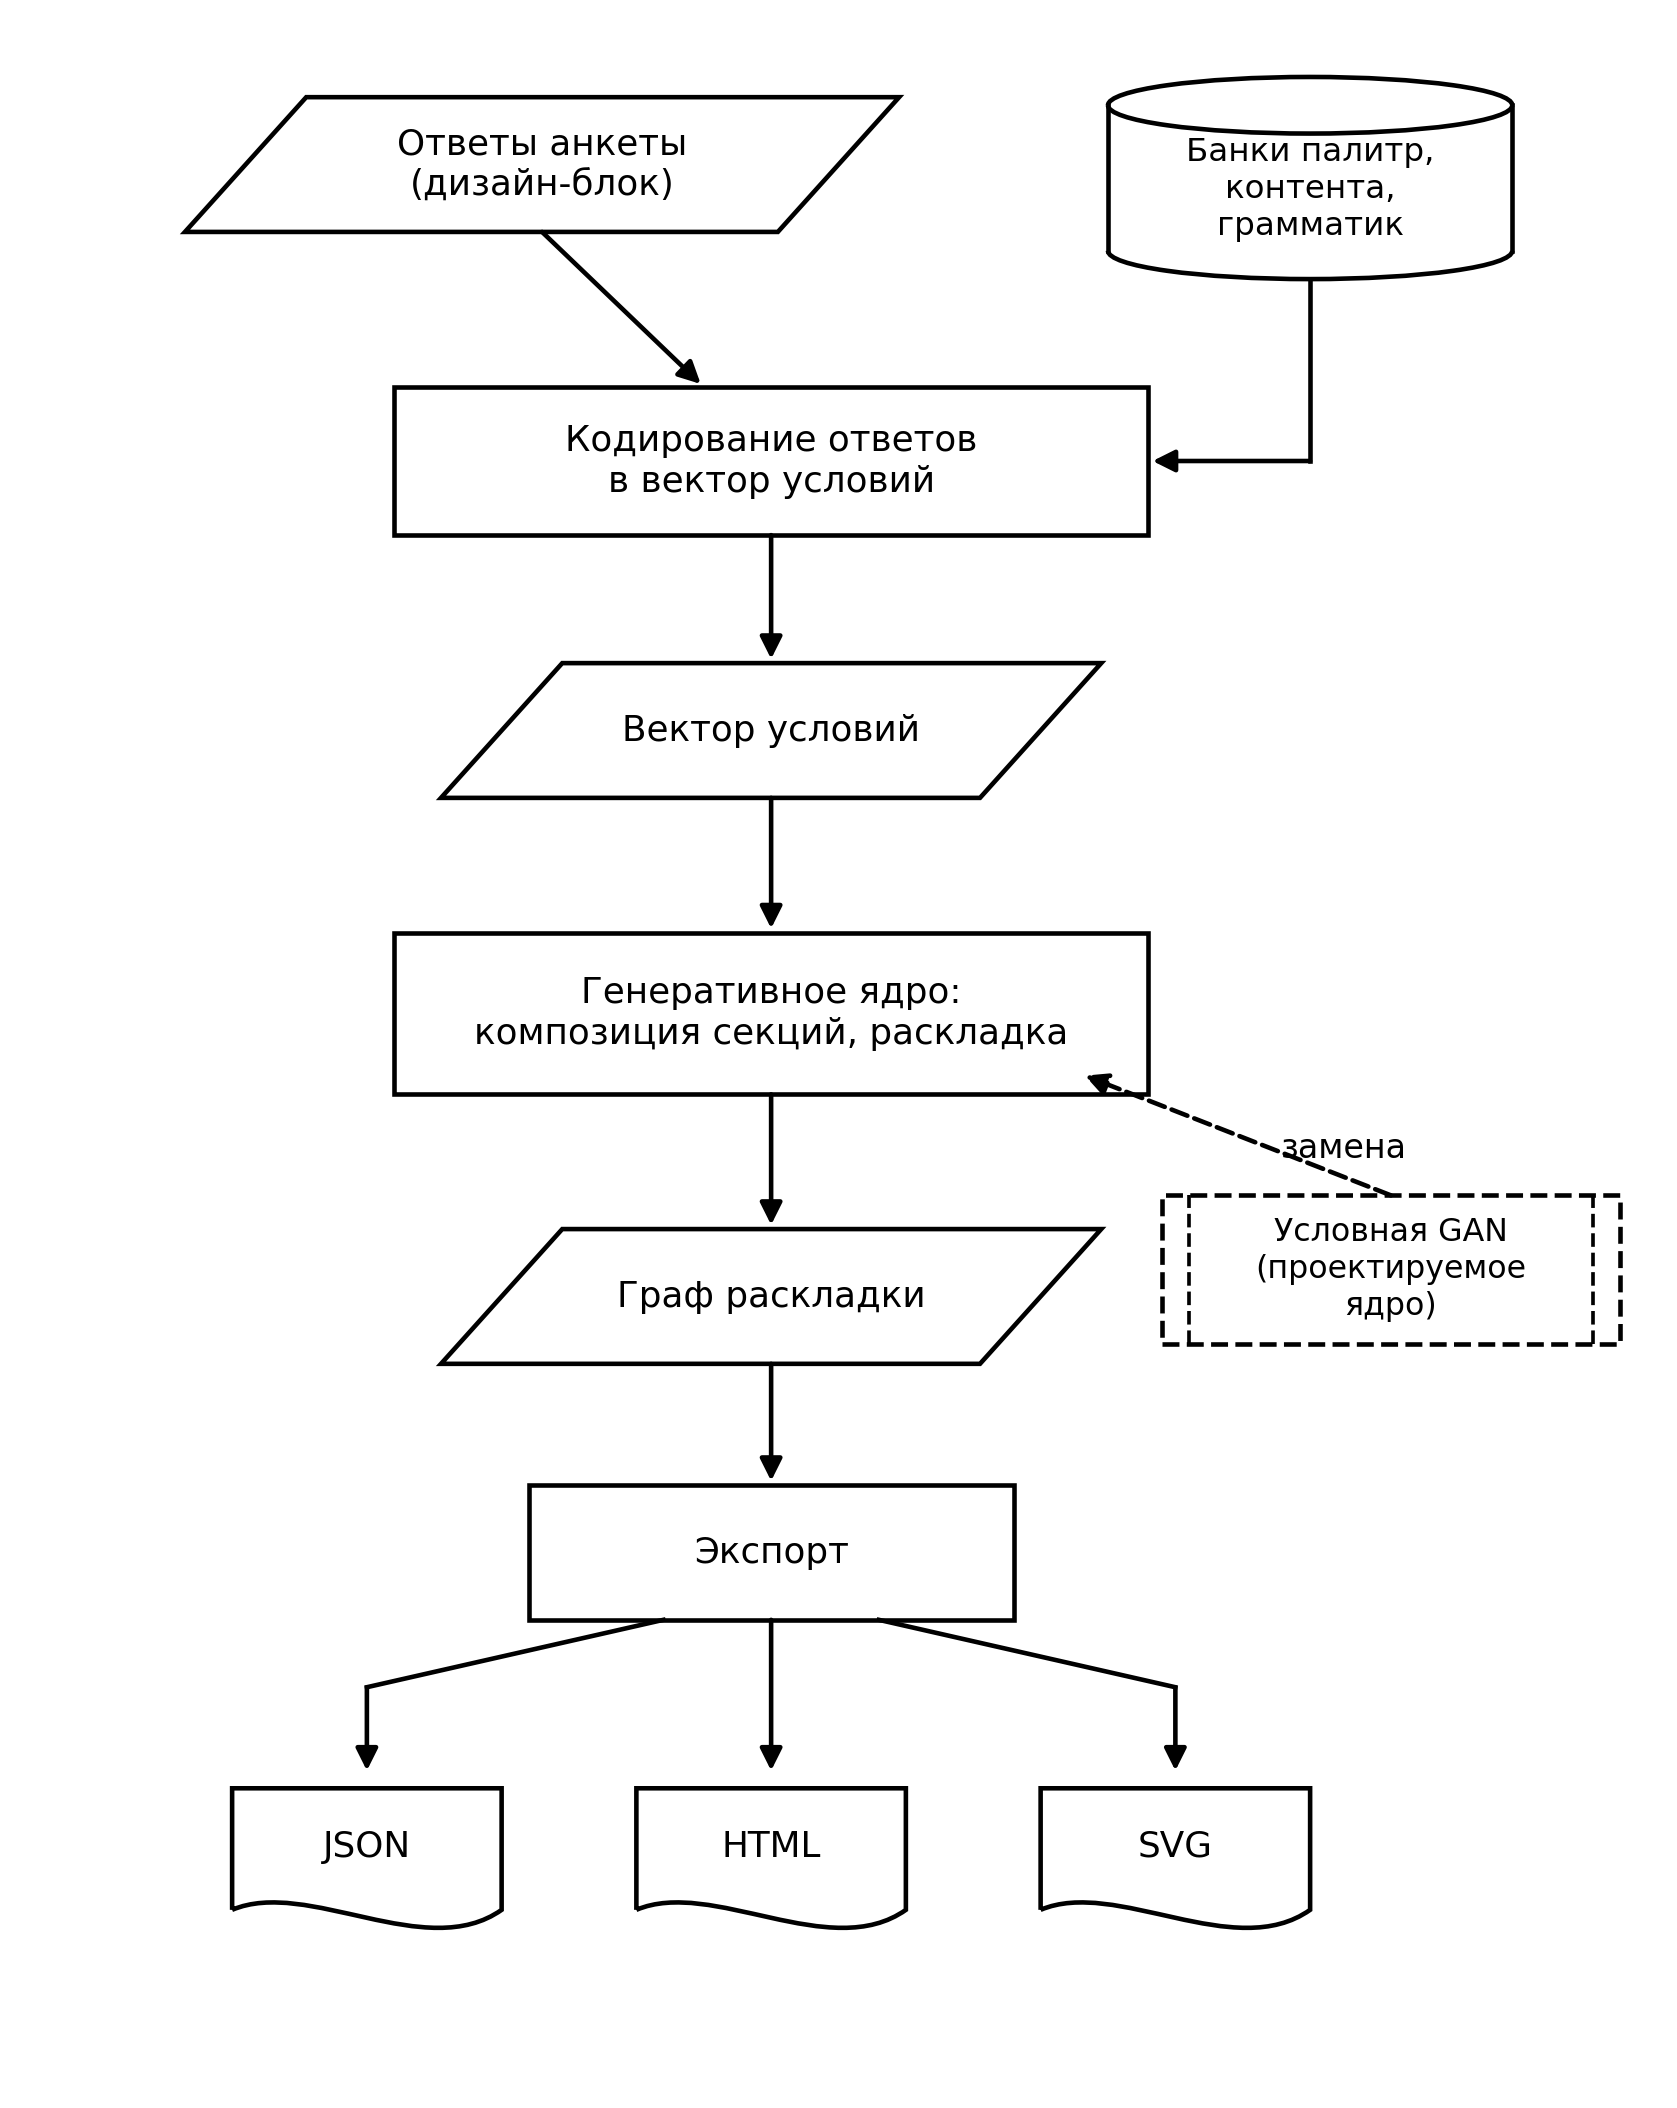 Ответы анкеты
(дизайн-блок)
Банки палитр,
контента,
грамматик
Кодирование ответов
в вектор условий
Вектор условий
Генеративное ядро:
композиция секций, раскладка
замена
Условная GAN
(проектируемое
ядро)
Граф раскладки
Экспорт
JSON
HTML
SVG